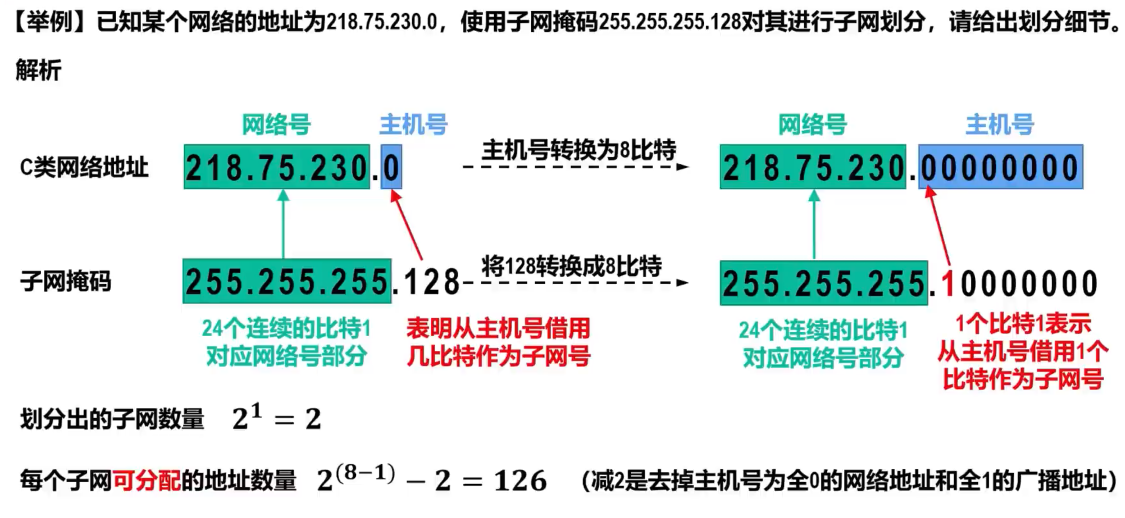 【举例】已知某个网络的地址为218.75.230.0，使用子网掩码255.255.255.128对其进行子网划分，请给出划分细节。
解析
网络号 主机号 网络号 主机号
C类网络地址 218.75.230.0 主机号转换为8比特 218.75.230.00000000
子网掩码 255.255.255.128 将128转换成8比特 255.255.255.10000000
24个连续的比特1 表明从主机号借用 24个连续的比特1 1个比特1表示
对应网络号部分 几比特作为子网号 对应网络号部分 从主机号借用1个
比特作为子网号
划分出的子网数量 2^1 = 2
每个子网可分配的地址数量 2^(8−1) − 2 = 126 （减2是去掉主机号为全0的网络地址和全1的广播地址）